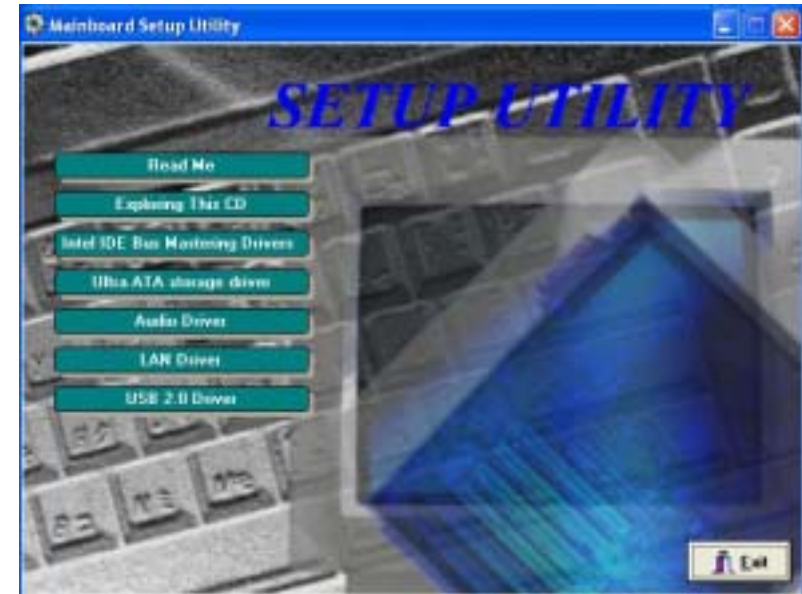 Mainboard Setup Utility
SETUP UTILITY
Read Me
Exploring This CD
Intel IDE Bus Mastering Drivers
Ultra ATA storage driver
Audio Driver
LAN Driver
USB 2.0 Driver
Exit